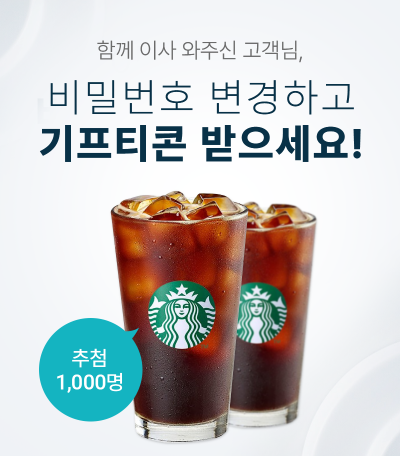 함께 이사 와주신 고객님,
비밀번호 변경하고
기프티콘 받으세요!
추첨
1,000명